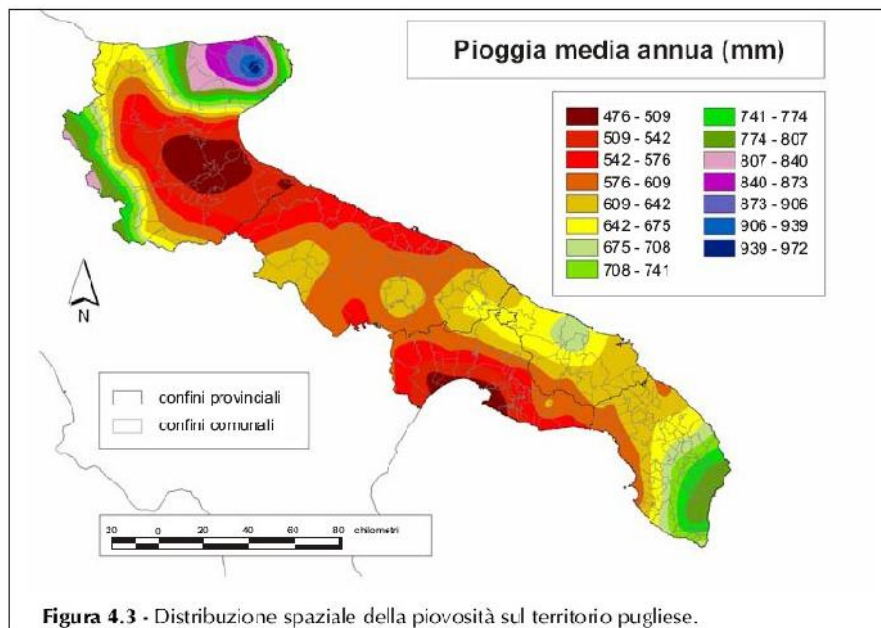 Pioggia media annua (mm)
476 - 509
509 - 542
542 - 576
576 - 609
609 - 642
642 - 675
675 - 708
708 - 741
741 - 774
774 - 807
807 - 840
840 - 873
873 - 906
906 - 939
939 - 972
N
confini provinciali
confini comunali
20 0 20 40 60 80 chilometri
Figura 4.3 - Distribuzione spaziale della piovosità sul territorio pugliese.